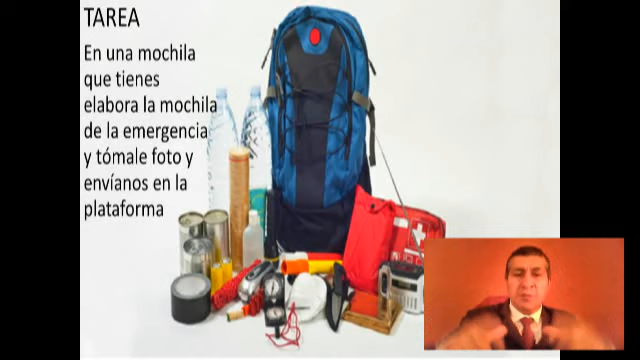 TAREA
En una mochila
que tienes
elabora la mochila
de la emergencia
y tómale foto y
envíanos en la
plataforma